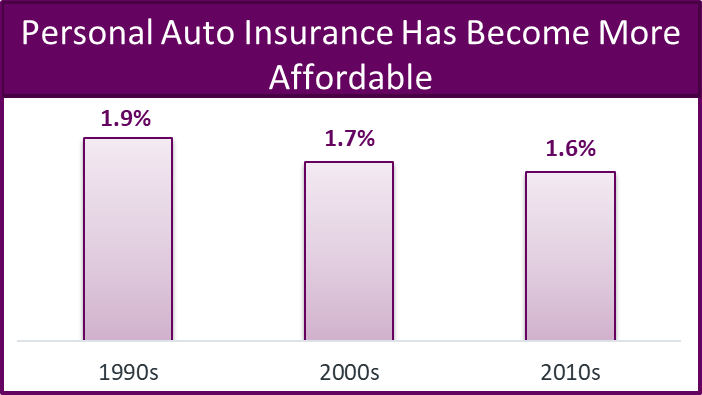 Personal Auto Insurance Has Become More
Affordable
1.9%
1.7%
1.6%
1990s
2000s
2010s